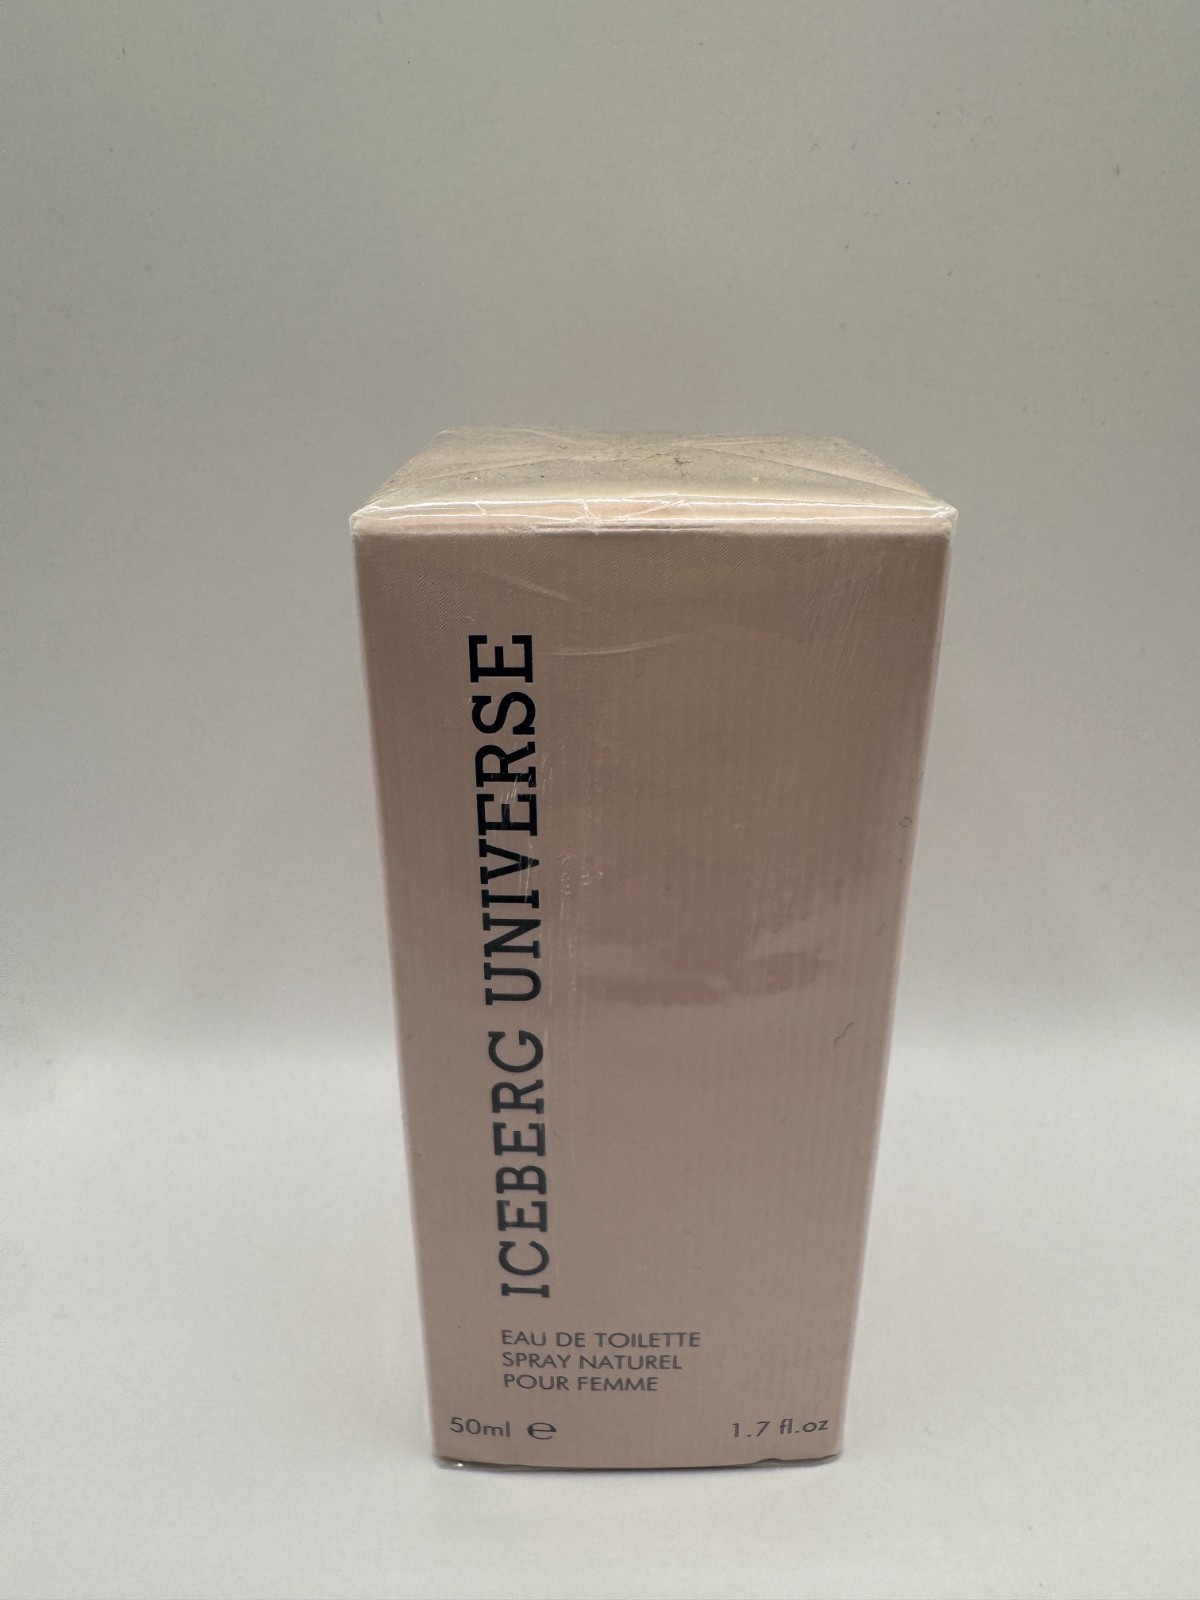 ICEBERG UNIVERSE
EAU DE TOILETTE
SPRAY NATUREL
POUR FEMME
50ml ℮
1.7 fl.oz